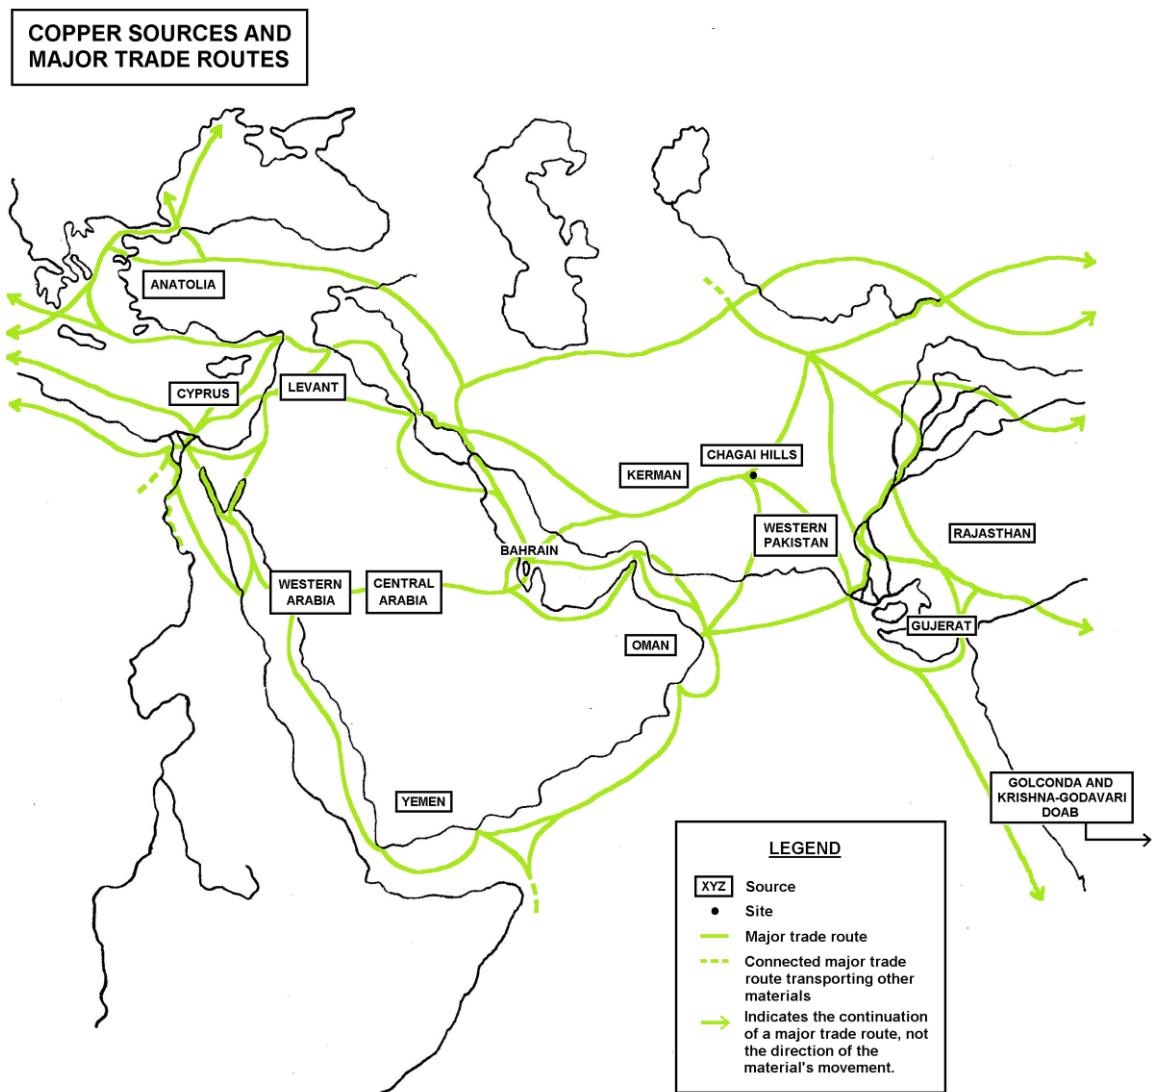 COPPER SOURCES AND
MAJOR TRADE ROUTES
ANATOLIA
CYPRUS
LEVANT
CHAGAI HILLS
KERMAN
WESTERN
PAKISTAN
RAJASTHAN
BAHRAIN
WESTERN
ARABIA
CENTRAL
ARABIA
OMAN
GUJERAT
YEMEN
GOLCONDA AND
KRISHNA-GODAVARI
DOAB
LEGEND
XYZ Source
Site
Major trade route
Connected major trade
route transporting other
materials
Indicates the continuation
of a major trade route, not
the direction of the
material's movement.